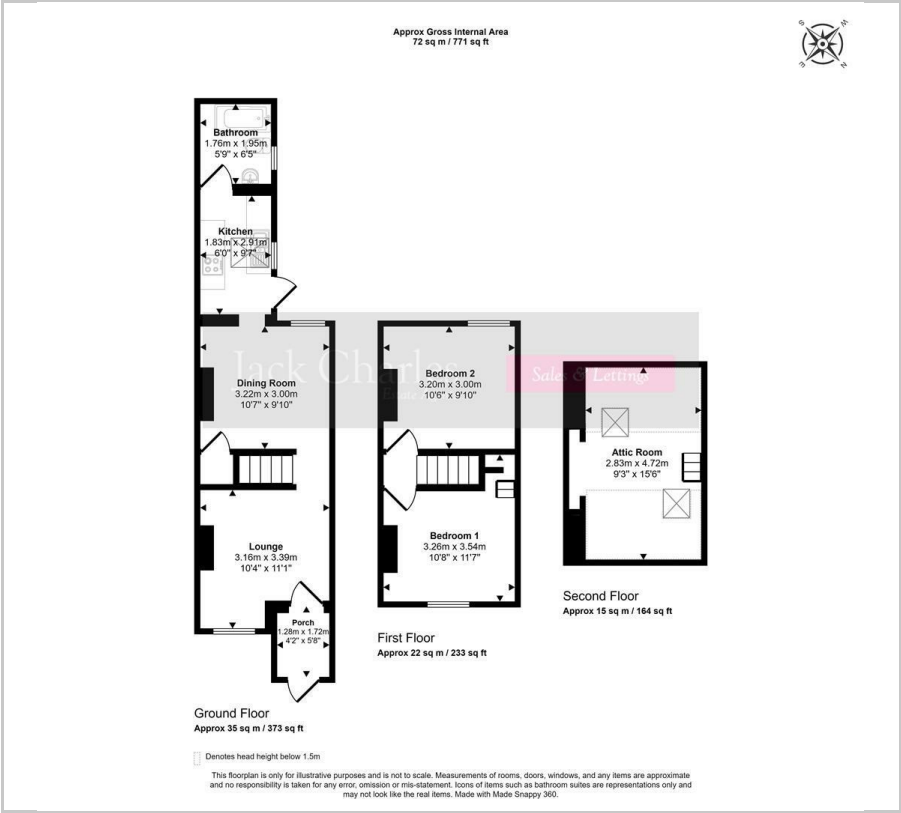 Approx Gross Internal Area
72 sq m / 771 sq ft
S
W
E
N
Bathroom
1.76m x 1.95m
5'9" x 6'5"
Kitchen
1.83m x 2.91m
6'0" x 9'7"
Jack Charles
Estate
Sales & Lettings
Dining Room
3.22m x 3.00m
10'7" x 9'10"
Bedroom 2
3.20m x 3.00m
10'6" x 9'10"
Attic Room
2.83m x 4.72m
9'3" x 15'6"
Lounge
3.16m x 3.39m
10'4" x 11'1"
Bedroom 1
3.26m x 3.54m
10'8" x 11'7"
Porch
1.28m x 1.72m
4'2" x 5'8"
Second Floor
Approx 15 sq m / 164 sq ft
First Floor
Approx 22 sq m / 233 sq ft
Ground Floor
Approx 35 sq m / 373 sq ft
Denotes head height below 1.5m
This floorplan is only for illustrative purposes and is not to scale. Measurements of rooms, doors, windows, and any items are approximate
and no responsibility is taken for any error, omission or mis-statement. Icons of items such as bathroom suites are representations only and
may not look like the real items. Made with Made Snappy 360.